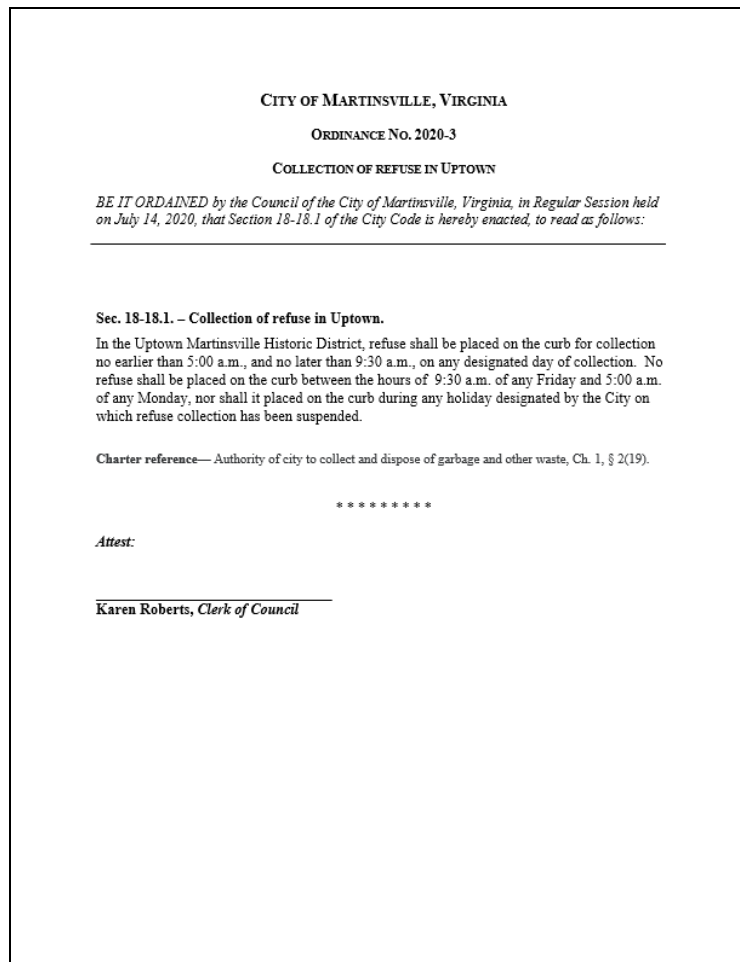 CITY OF MARTINSVILLE, VIRGINIA
ORDINANCE NO. 2020-3
COLLECTION OF REFUSE IN UPTOWN
BE IT ORDAINED by the Council of the City of Martinsville, Virginia, in Regular Session held
on July 14, 2020, that Section 18-18.1 of the City Code is hereby enacted, to read as follows:
Sec. 18-18.1. – Collection of refuse in Uptown.
In the Uptown Martinsville Historic District, refuse shall be placed on the curb for collection
no earlier than 5:00 a.m., and no later than 9:30 a.m., on any designated day of collection. No
refuse shall be placed on the curb between the hours of 9:30 a.m. of any Friday and 5:00 a.m.
of any Monday, nor shall it placed on the curb during any holiday designated by the City on
which refuse collection has been suspended.
Charter reference— Authority of city to collect and dispose of garbage and other waste, Ch. 1, § 2(19).
* * * * * * * * *
Attest:
Karen Roberts, Clerk of Council